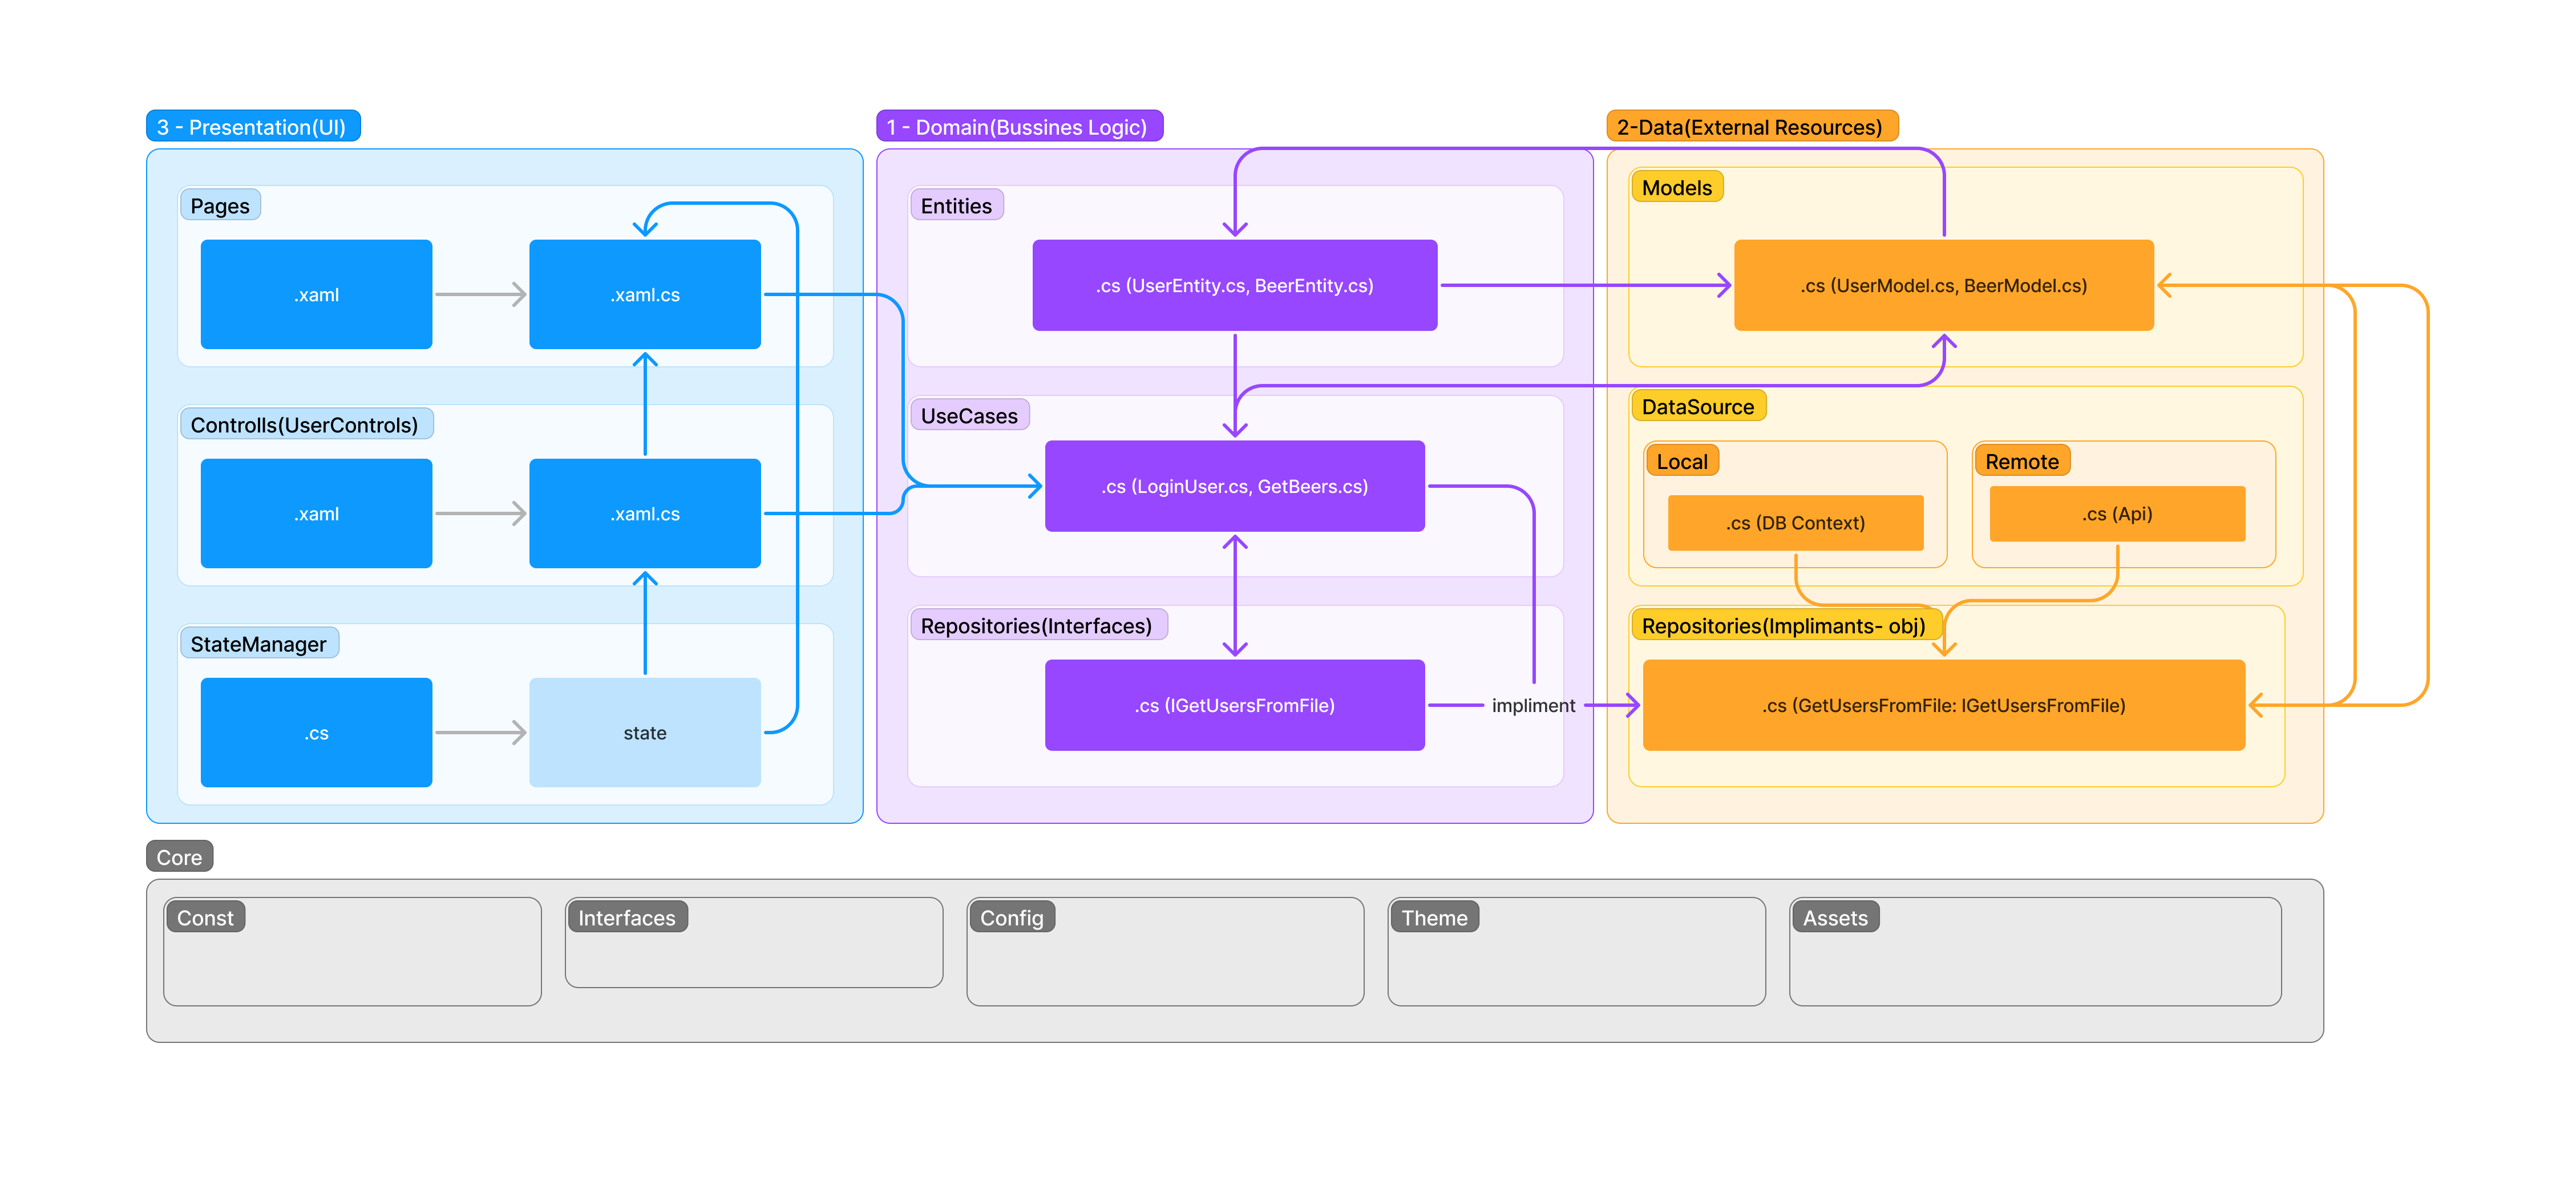 3 - Presentation(UI)
Pages
.xaml
.xaml.cs
Controlls(UserControls)
.xaml
.xaml.cs
StateManager
.cs
state
1 - Domain(Bussines Logic)
Entities
.cs (UserEntity.cs, BeerEntity.cs)
UseCases
.cs (LoginUser.cs, GetBeers.cs)
Repositories(Interfaces)
.cs (IGetUsersFromFile)
impliment
2-Data(External Resources)
Models
.cs (UserModel.cs, BeerModel.cs)
DataSource
Local
.cs (DB Context)
Remote
.cs (Api)
Repositories(Implimants- obj)
.cs (GetUsersFromFile: IGetUsersFromFile)
Core
Const
Interfaces
Config
Theme
Assets